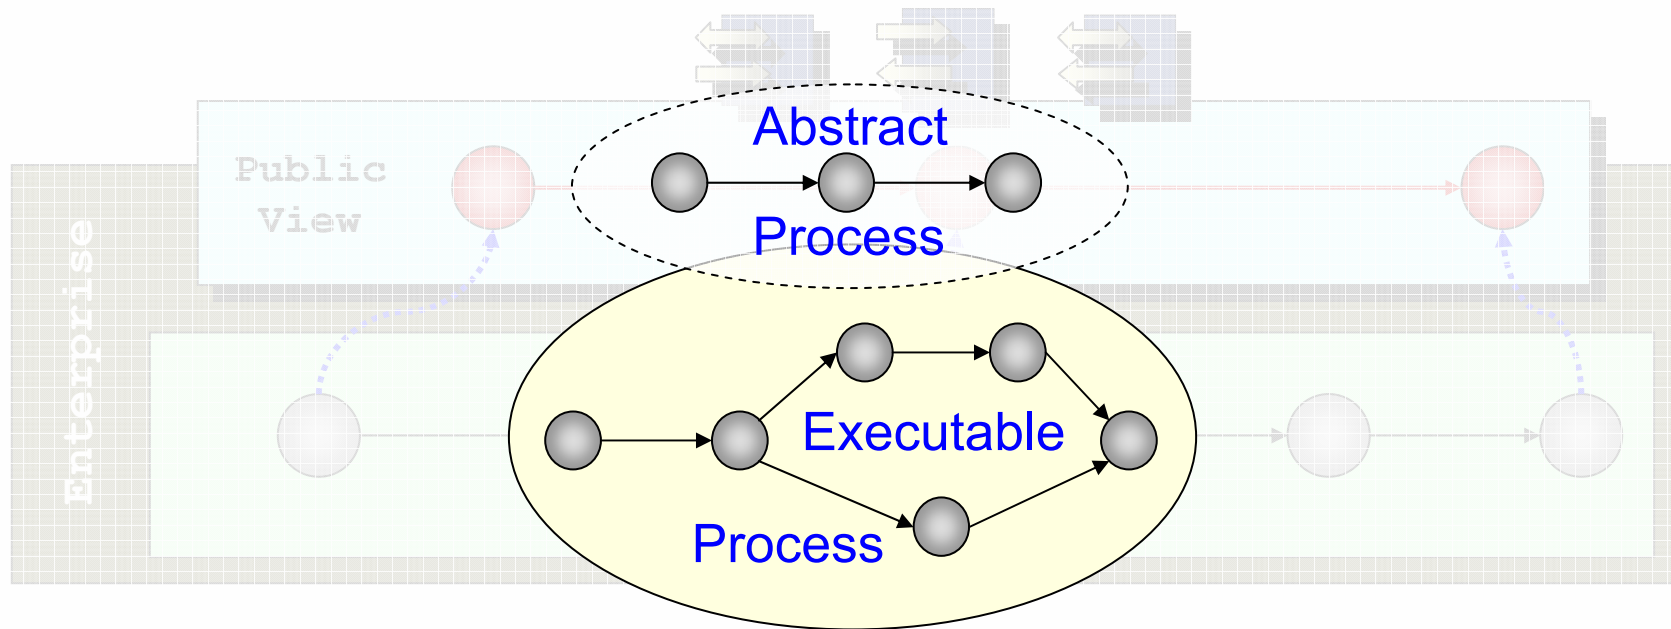 Abstract
Public
View
Process
Enterprise
Executable
Process